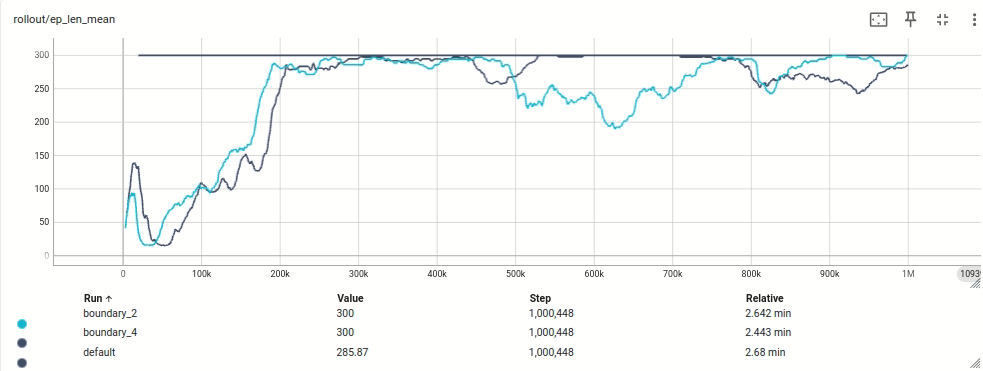 rollout/ep_len_mean
300
250
200
150
100
50
0
0 100k 200k 300k 400k 500k 600k 700k 800k 900k 1M 1093
Run ↑ Value Step Relative
boundary_2 300 1,000,448 2.642 min
boundary_4 300 1,000,448 2.443 min
default 285.87 1,000,448 2.68 min